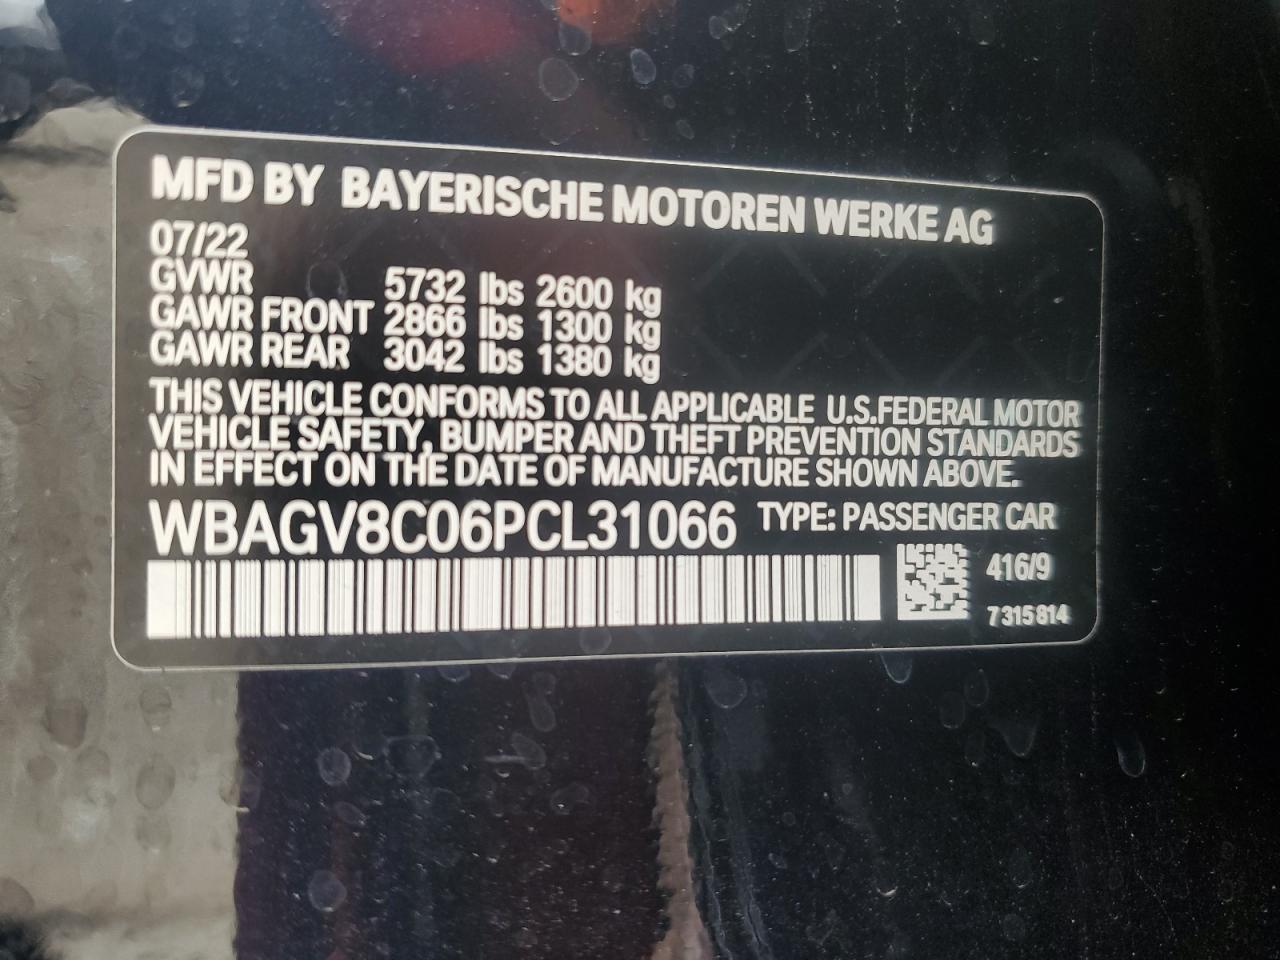 MFD BY BAYERISCHE MOTOREN WERKE AG
07/22
GVWR 5732 lbs 2600 kg
GAWR FRONT 2866 lbs 1300 kg
GAWR REAR 3042 lbs 1380 kg
THIS VEHICLE CONFORMS TO ALL APPLICABLE U.S.FEDERAL MOTOR
VEHICLE SAFETY, BUMPER AND THEFT PREVENTION STANDARDS
IN EFFECT ON THE DATE OF MANUFACTURE SHOWN ABOVE.
WBAGV8C06PCL31066 TYPE: PASSENGER CAR
416/9
7 315 814